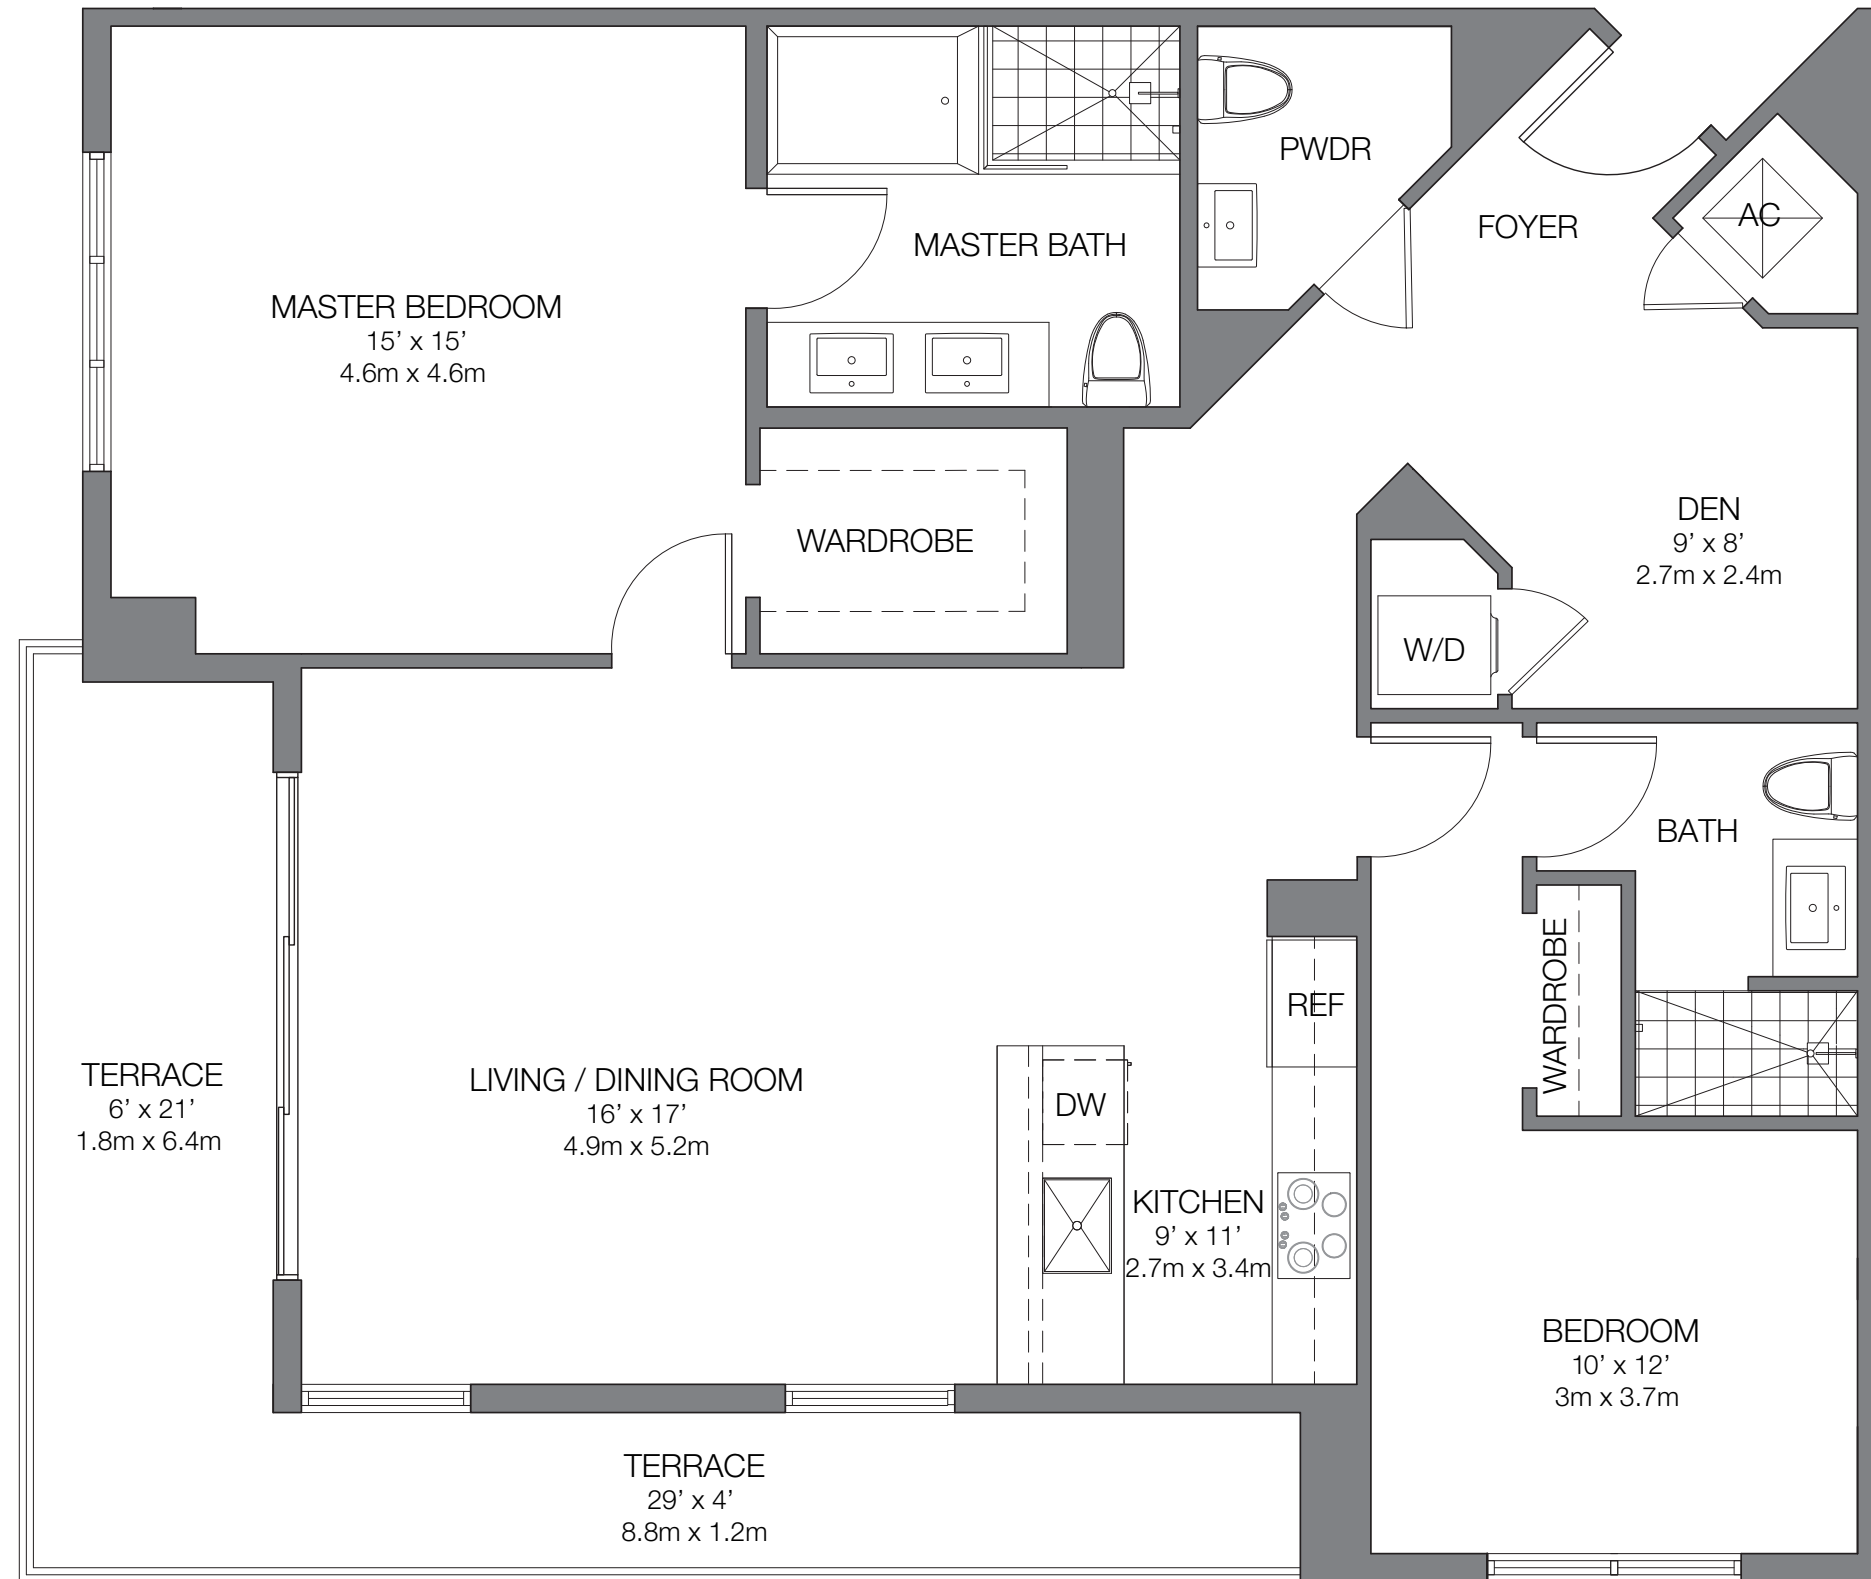 PWDR
AC
FOYER
MASTER BATH
MASTER BEDROOM
15’ x 15’
4.6m x 4.6m
DEN
9’ x 8’
2.7m x 2.4m
WARDROBE
W/D
BATH
WARDROBE
REF
TERRACE
6’ x 21’
1.8m x 6.4m
LIVING / DINING ROOM
16’ x 17’
4.9m x 5.2m
DW
KITCHEN
9’ x 11’
2.7m x 3.4m
BEDROOM
10’ x 12’
3m x 3.7m
TERRACE
29’ x 4’
8.8m x 1.2m